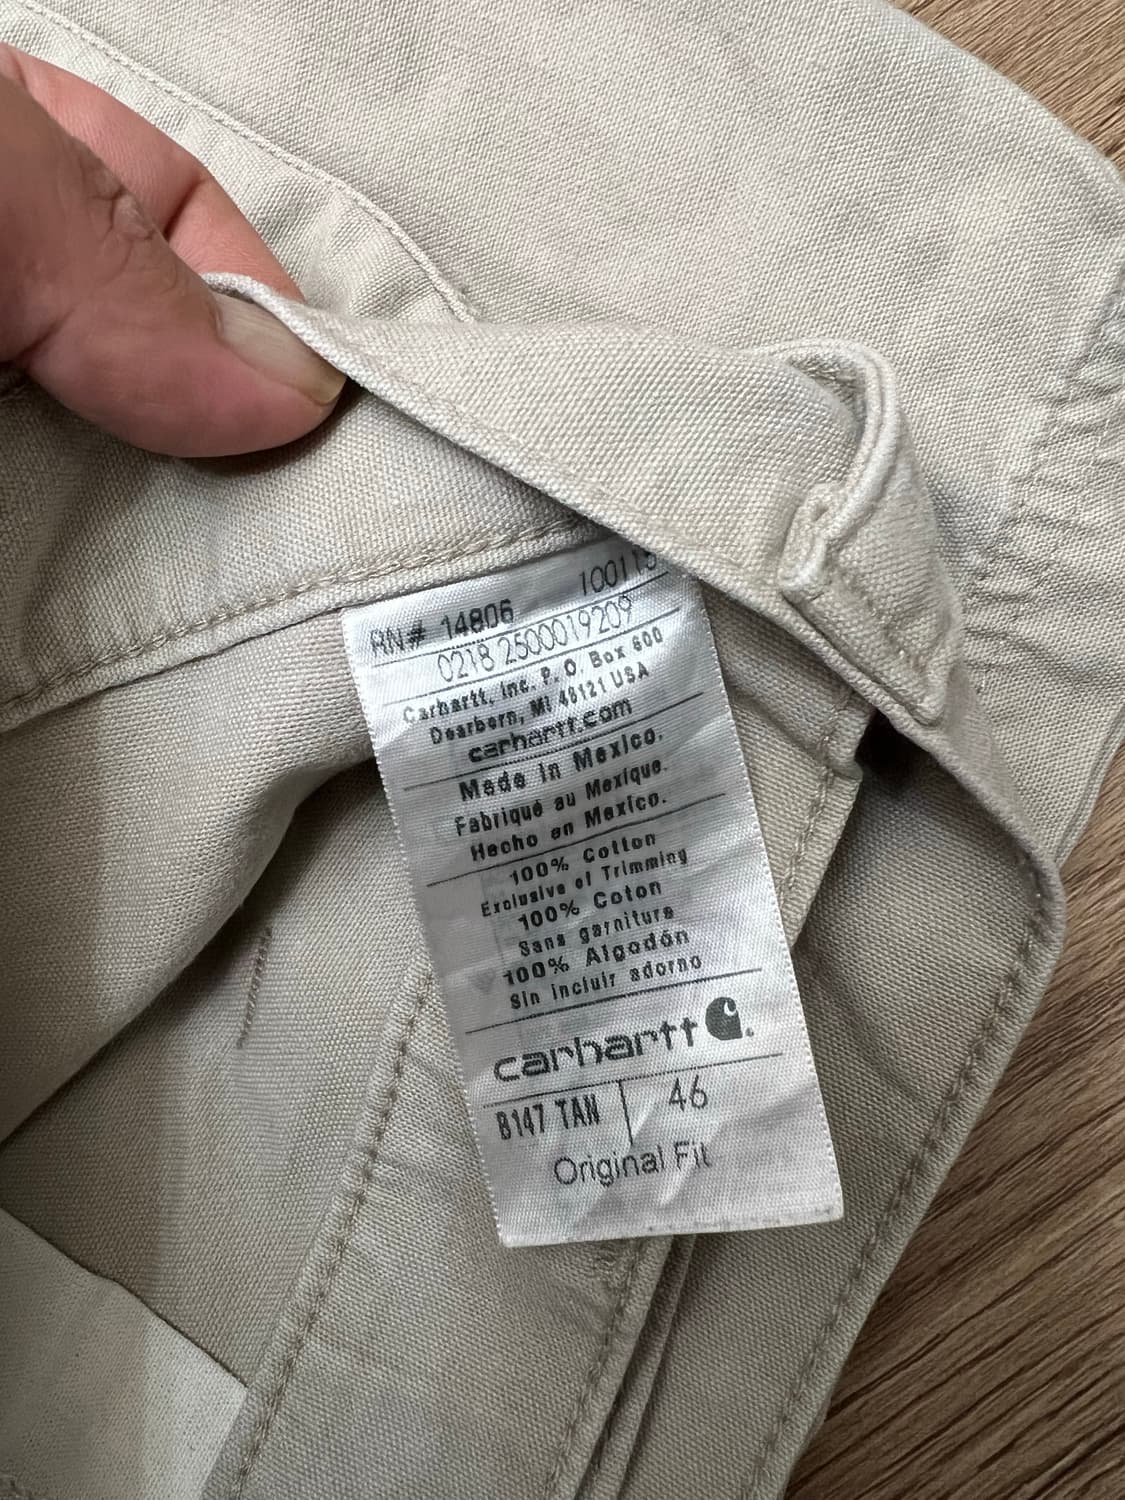 RN# 14806
0218 2500019209
Carhartt, Inc. P.O. Box 600
Dearborn, MI 48121 USA
carhartt.com
Made in Mexico.
Fabriqué au Mexique.
Hecho en Mexico.
100% Cotton
Exclusive of Trimming
100% Coton
Sans garniture
100% Algodón
Sin incluir adorno
carhartt
B147 TAN 46
Original Fit